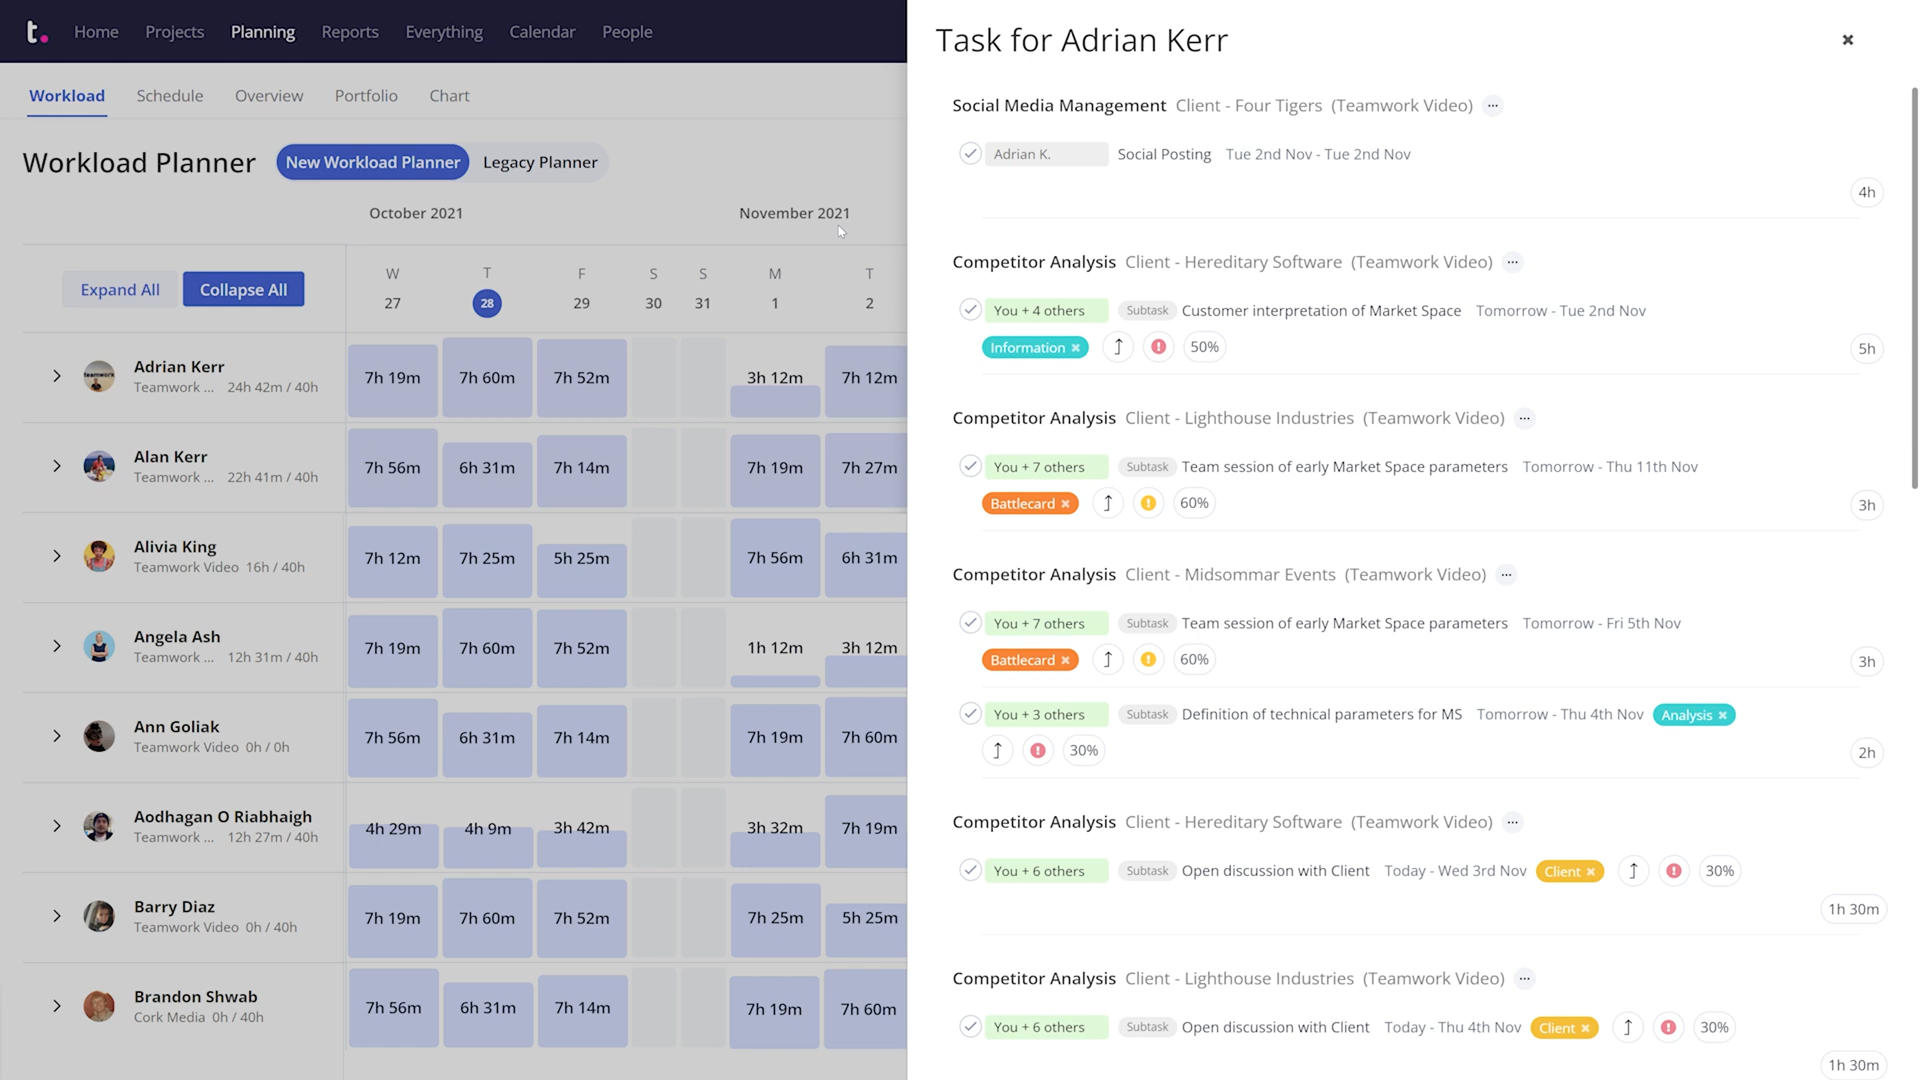 t.
Home Projects Planning Reports Everything Calendar People
Workload Schedule Overview Portfolio Chart
Workload Planner New Workload Planner Legacy Planner
October 2021 November 2021
W T F S S M T
Expand All Collapse All 27 28 29 30 31 1 2
Adrian Kerr
Teamwork ... 24h 42m / 40h
7h 19m 7h 60m 7h 52m 3h 12m 7h 12m
Alan Kerr
Teamwork ... 22h 41m / 40h
7h 56m 6h 31m 7h 14m 7h 19m 7h 27m
Alivia King
Teamwork Video 16h / 40h
7h 12m 7h 25m 5h 25m 7h 56m 6h 31m
Angela Ash
Teamwork ... 12h 31m / 40h
7h 19m 7h 60m 7h 52m 1h 12m 3h 12m
Ann Goliak
Teamwork Video 0h / 0h
7h 56m 6h 31m 7h 14m 7h 19m 7h 60m
Aodhagan O Riabhaigh
Teamwork ... 12h 27m / 40h
4h 29m 4h 9m 3h 42m 3h 32m 7h 19m
Barry Diaz
Teamwork Video 0h / 40h
7h 19m 7h 60m 7h 52m 7h 25m 5h 25m
Brandon Shwab
Cork Media 0h / 40h
7h 56m 6h 31m 7h 14m 7h 19m 7h 60m
Task for Adrian Kerr
Social Media Management Client - Four Tigers (Teamwork Video) ...
Adrian K. Social Posting Tue 2nd Nov - Tue 2nd Nov
4h
Competitor Analysis Client - Hereditary Software (Teamwork Video) ...
You + 4 others Subtask Customer interpretation of Market Space Tomorrow - Tue 2nd Nov
Information 50%
5h
Competitor Analysis Client - Lighthouse Industries (Teamwork Video) ...
You + 7 others Subtask Team session of early Market Space parameters Tomorrow - Thu 11th Nov
Battlecard 60%
3h
Competitor Analysis Client - Midsommar Events (Teamwork Video) ...
You + 7 others Subtask Team session of early Market Space parameters Tomorrow - Fri 5th Nov
Battlecard 60%
3h
You + 3 others Subtask Definition of technical parameters for MS Tomorrow - Thu 4th Nov Analysis
30%
2h
Competitor Analysis Client - Hereditary Software (Teamwork Video) ...
You + 6 others Subtask Open discussion with Client Today - Wed 3rd Nov Client 30%
1h 30m
Competitor Analysis Client - Lighthouse Industries (Teamwork Video) ...
You + 6 others Subtask Open discussion with Client Today - Thu 4th Nov Client 30%
1h 30m